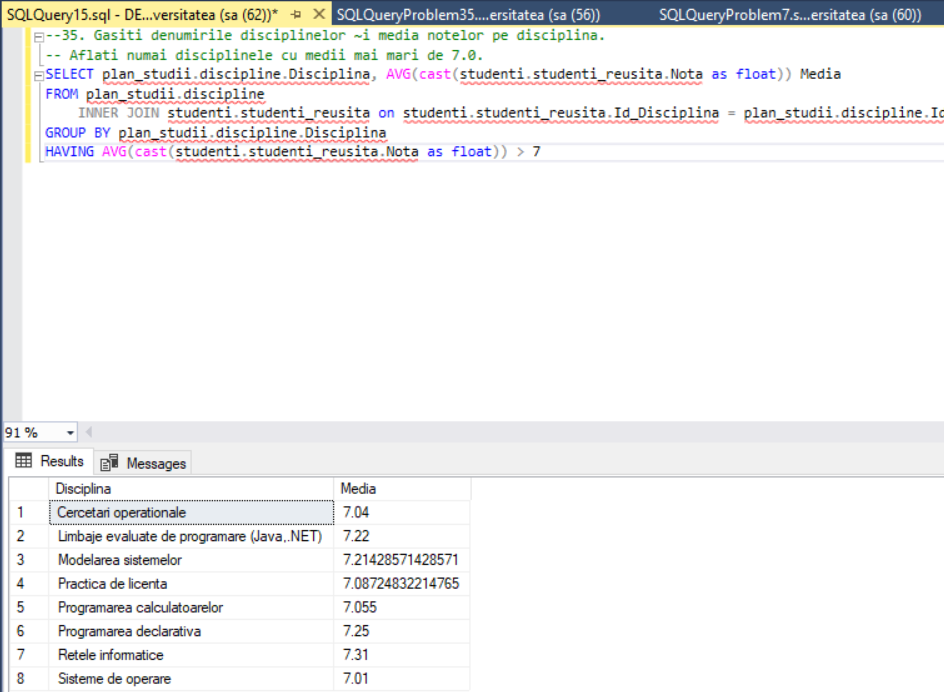 SQLQuery15.sql - DE...versitatea (sa (62))* SQLQueryProblem35....ersitatea (sa (56)) SQLQueryProblem7.s...ersitatea (sa (60))
--35. Gasiti denumirile disciplinelor ~i media notelor pe disciplina.
-- Aflati numai disciplinele cu medii mai mari de 7.0.
SELECT plan_studii.discipline.Disciplina, AVG(cast(studenti.studenti_reusita.Nota as float)) Media
FROM plan_studii.discipline
INNER JOIN studenti.studenti_reusita on studenti.studenti_reusita.Id_Disciplina = plan_studii.discipline.Id
GROUP BY plan_studii.discipline.Disciplina
HAVING AVG(cast(studenti.studenti_reusita.Nota as float)) > 7
91 %
Results Messages
Disciplina Media
1 Cercetari operationale 7.04
2 Limbaje evaluate de programare (Java,.NET) 7.22
3 Modelarea sistemelor 7.21428571428571
4 Practica de licenta 7.08724832214765
5 Programarea calculatoarelor 7.055
6 Programarea declarativa 7.25
7 Retele informatice 7.31
8 Sisteme de operare 7.01